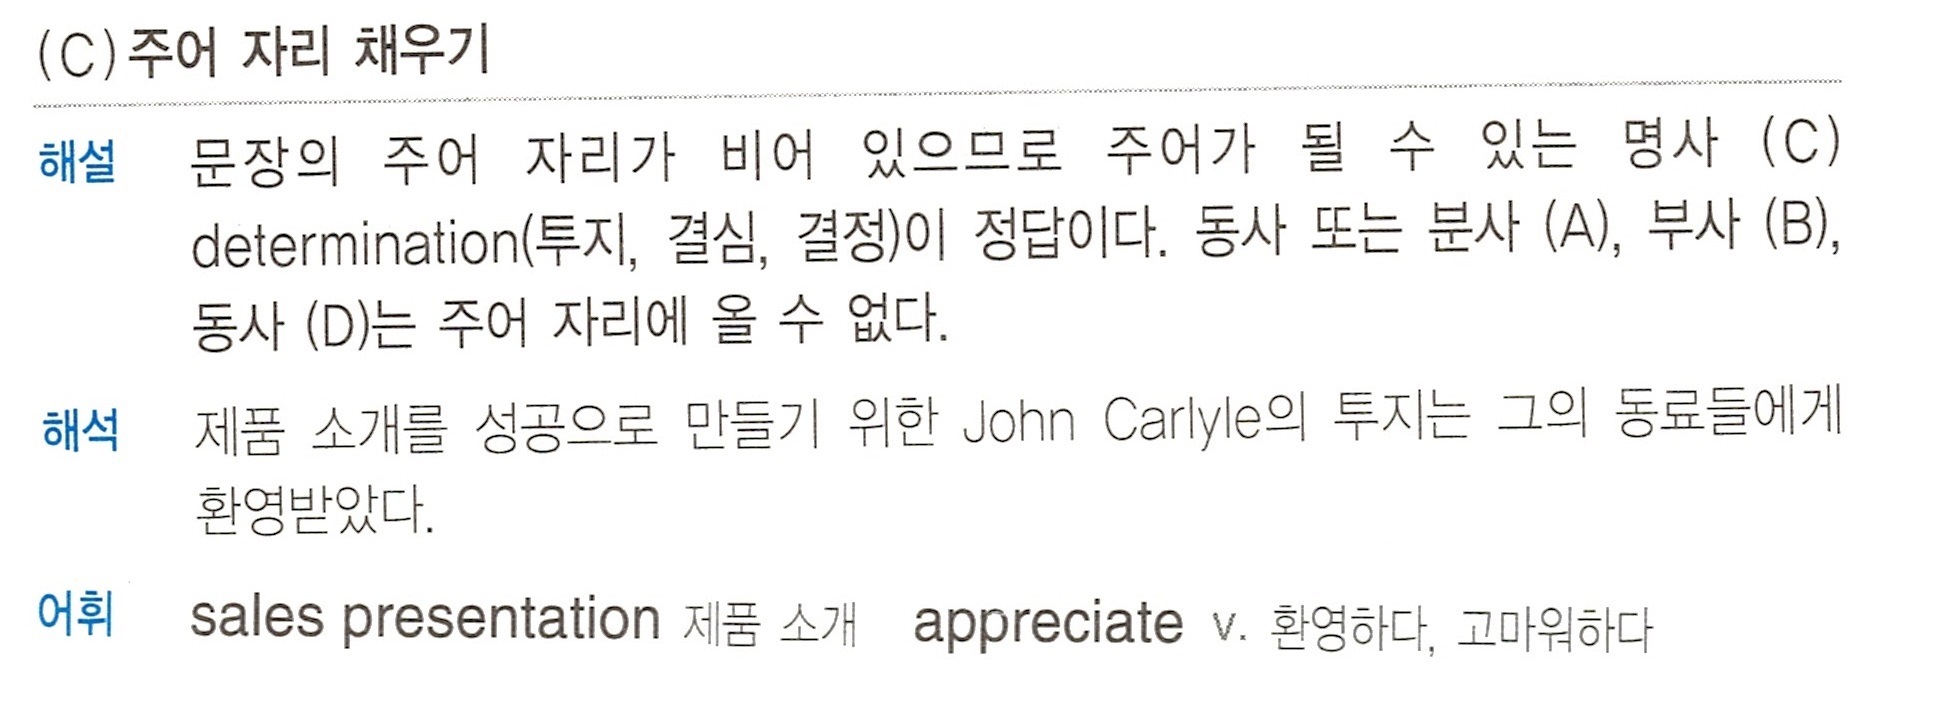 (C) 주어 자리 채우기
해설 문장의 주어 자리가 비어 있으므로 주어가 될 수 있는 명사 (C)
determination(투지, 결심, 결정)이 정답이다. 동사 또는 분사 (A), 부사 (B),
동사 (D)는 주어 자리에 올 수 없다.
해석 제품 소개를 성공으로 만들기 위한 John Carlyle의 투지는 그의 동료들에게
환영받았다.
어휘 sales presentation 제품 소개 appreciate v. 환영하다, 고마워하다